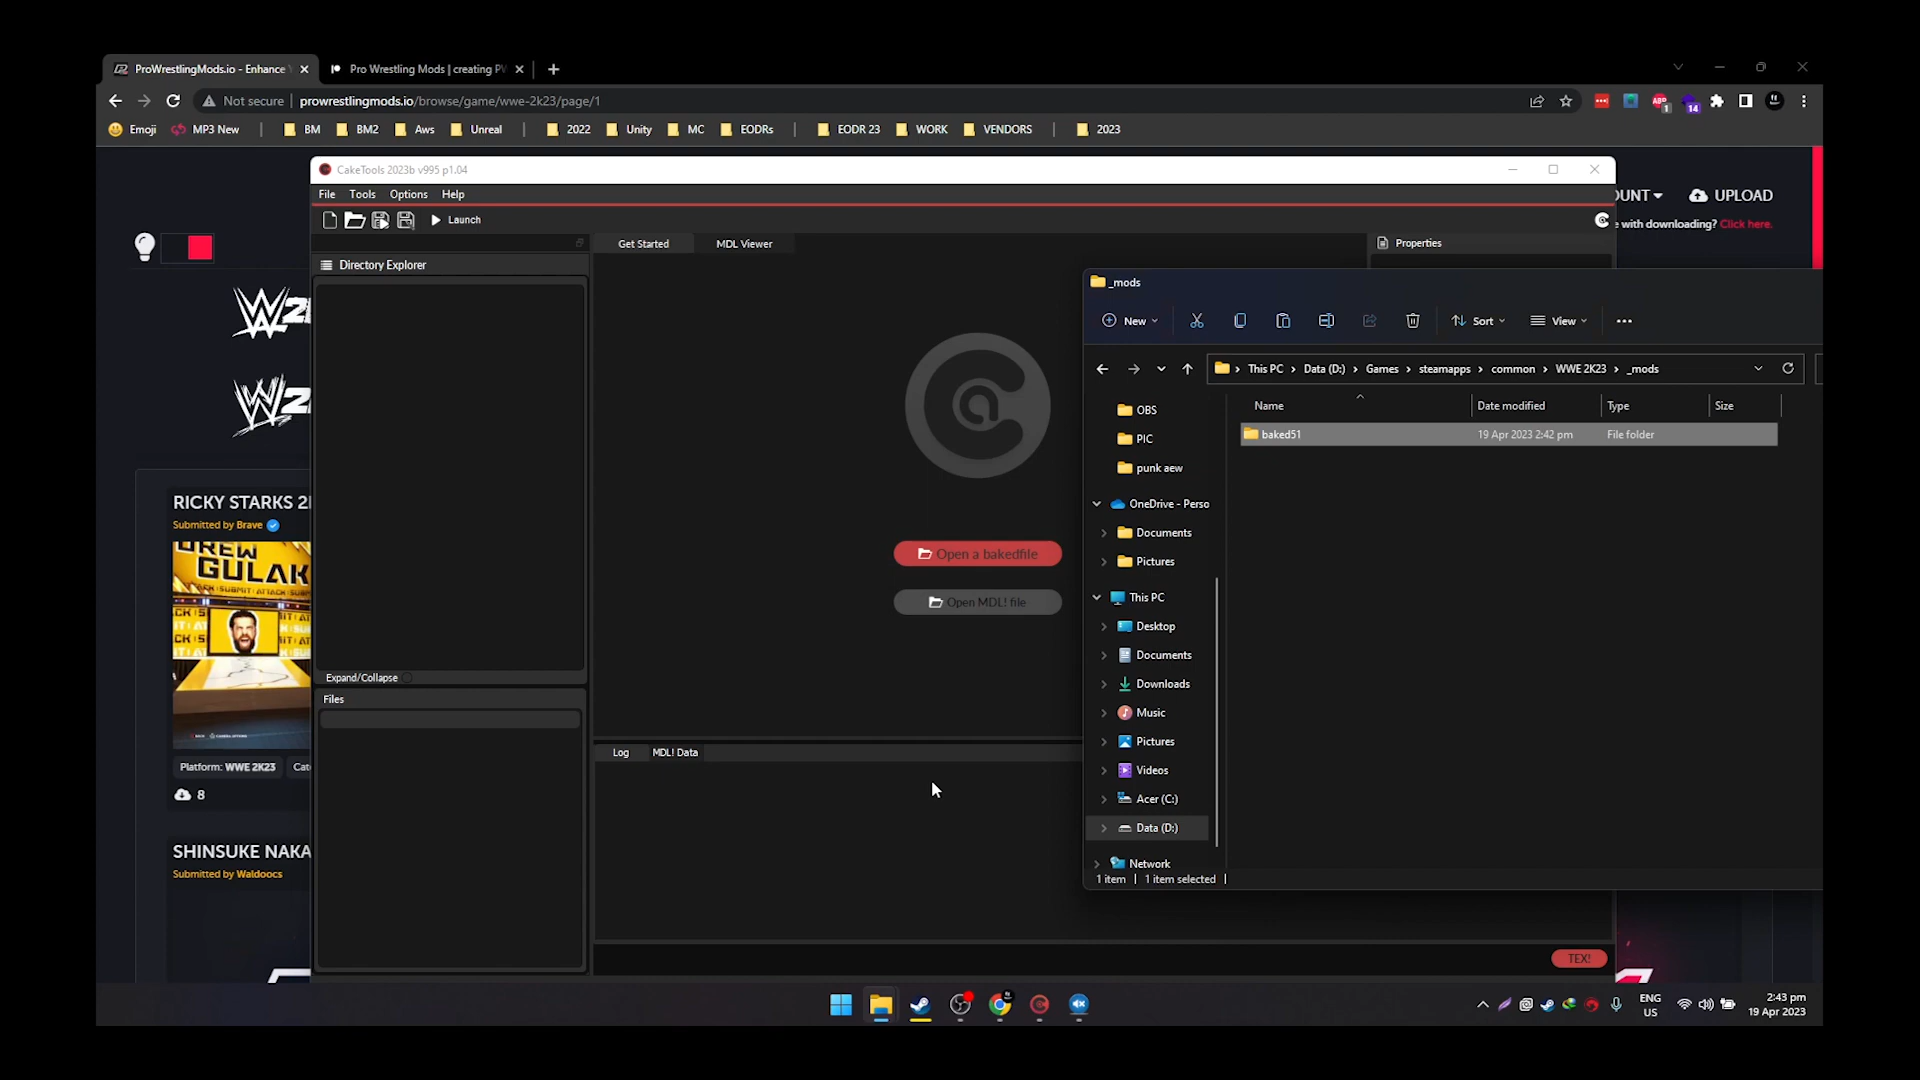 ProWrestlingMods.io - Enhance
Pro Wrestling Mods | creating PW
Not secure
prowrestlingmods.io/browse/game/wwe-2k23/page/1
1
14
Emoji
MP3 New
BM
BM2
Aws
Unreal
2022
Unity
MC
EODRs
EODR 23
WORK
VENDORS
2023
CakeTools 2023b v995 p1.04
File
Tools
Options
Help
OUNT
UPLOAD
Launch
e with downloading? Click here.
Get Started
MDL Viewer
Properties
Directory Explorer
_mods
New
Sort
View
This PC
Data (D:)
Games
steamapps
common
WWE 2K23
_mods
Name
Date modified
Type
Size
OBS
baked51
19 Apr 2023 2:42 pm
File folder
PIC
punk aew
OneDrive - Perso
Documents
Pictures
Open a bakedfile
Open MDL! file
This PC
Desktop
Documents
Downloads
Music
Pictures
Videos
Acer (C:)
Data (D:)
Network
1 item
1 item selected
RICKY STARKS 2
Submitted by Brave
DREW
GULAK
Platform: WWE 2K23
Cat
8
Expand/Collapse
Files
Log
MDL! Data
SHINSUKE NAKA
Submitted by Waldoocs
TEX!
ENG
US
2:43 pm
19 Apr 2023